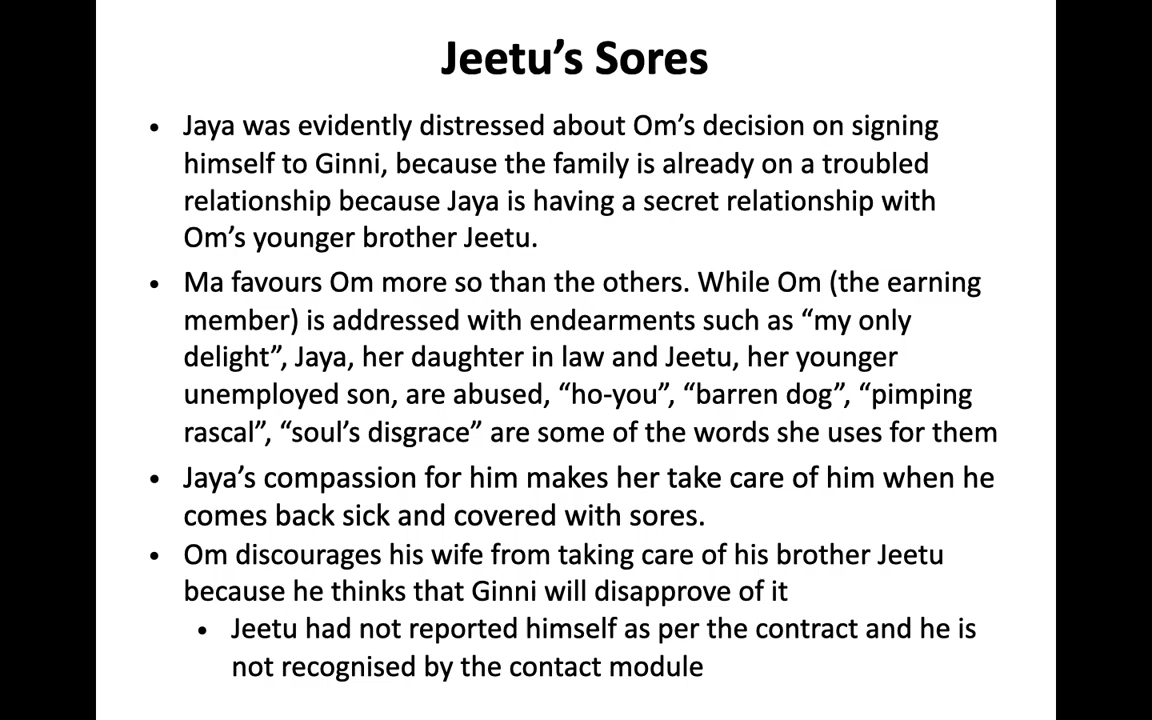 Jeetu’s Sores
• Jaya was evidently distressed about Om’s decision on signing
himself to Ginni, because the family is already on a troubled
relationship because Jaya is having a secret relationship with
Om’s younger brother Jeetu.
• Ma favours Om more so than the others. While Om (the earning
member) is addressed with endearments such as “my only
delight”, Jaya, her daughter in law and Jeetu, her younger
unemployed son, are abused, “ho-you”, “barren dog”, “pimping
rascal”, “soul’s disgrace” are some of the words she uses for them
• Jaya’s compassion for him makes her take care of him when he
comes back sick and covered with sores.
• Om discourages his wife from taking care of his brother Jeetu
because he thinks that Ginni will disapprove of it
• Jeetu had not reported himself as per the contract and he is
not recognised by the contact module